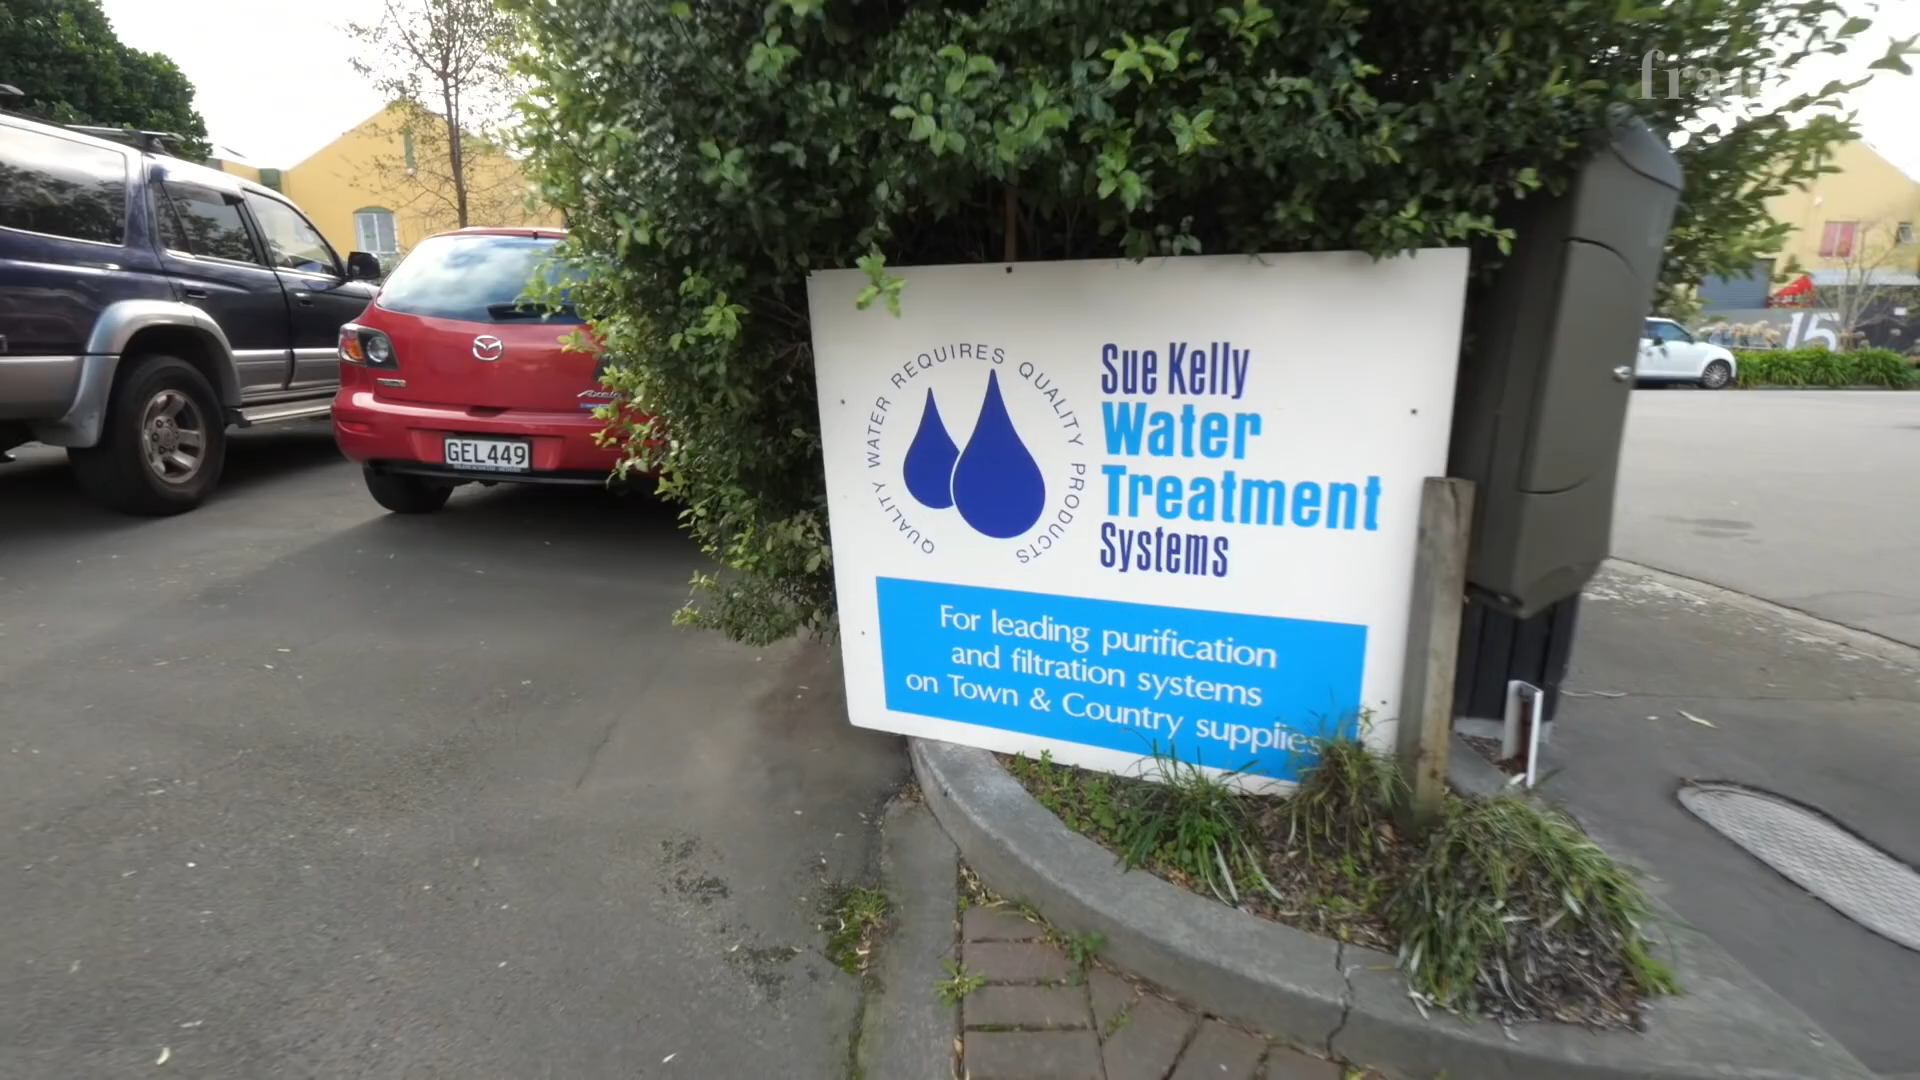 QUALITY WATER REQUIRES QUALITY PRODUCTS
Sue Kelly
Water
Treatment
Systems
For leading purification
and filtration systems
on Town & Country supplies
GEL449
15